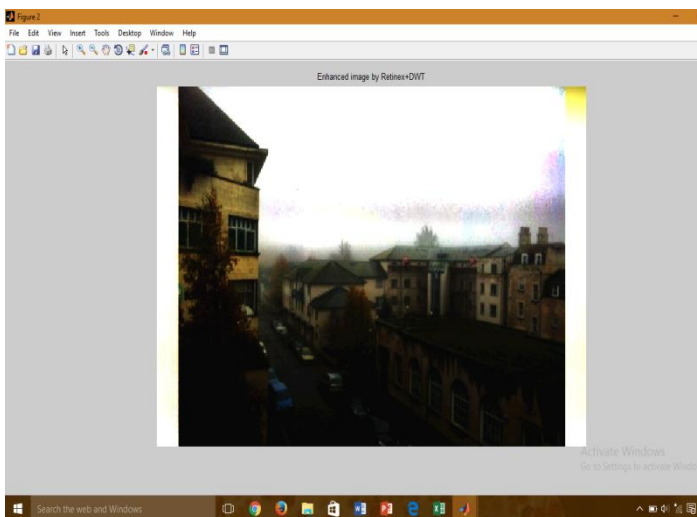 Figure 2
File Edit View Insert Tools Desktop Window Help
Enhanced image by Retinex+DWT
Activate Windows
Go to Settings to activate Windo
Search the web and Windows